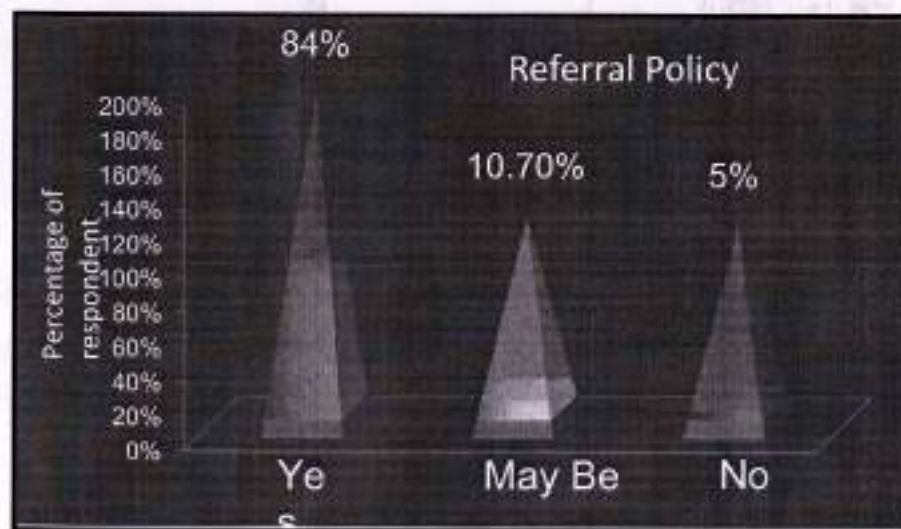 84%
Referral Policy
10.70%
5%
Percentage of
respondent
200%
180%
160%
140%
120%
100%
80%
60%
40%
20%
0%
Ye
s
May Be
No